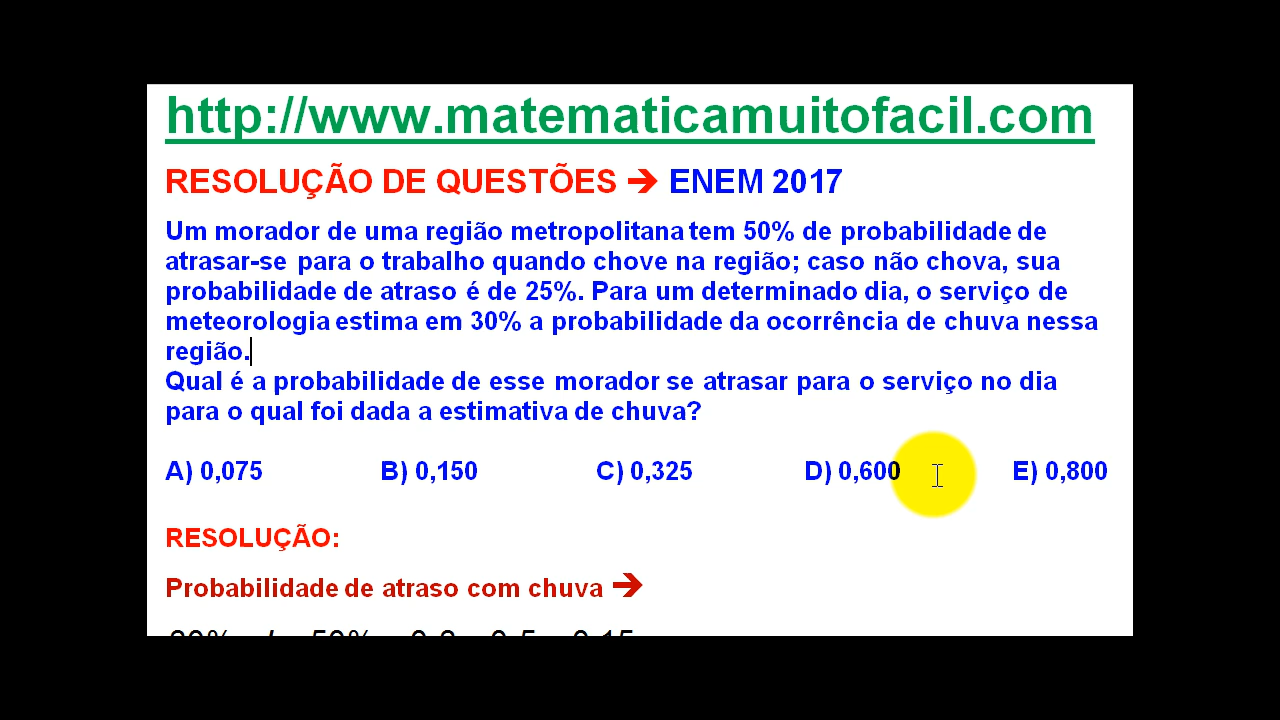 http://www.matematicamuitofacil.com
RESOLUÇÃO DE QUESTÕES ➔ ENEM 2017
Um morador de uma região metropolitana tem 50% de probabilidade de
atrasar-se para o trabalho quando chove na região; caso não chova, sua
probabilidade de atraso é de 25%. Para um determinado dia, o serviço de
meteorologia estima em 30% a probabilidade da ocorrência de chuva nessa
região.
Qual é a probabilidade de esse morador se atrasar para o serviço no dia
para o qual foi dada a estimativa de chuva?
A) 0,075 B) 0,150 C) 0,325 D) 0,600 E) 0,800
RESOLUÇÃO:
Probabilidade de atraso com chuva ➔